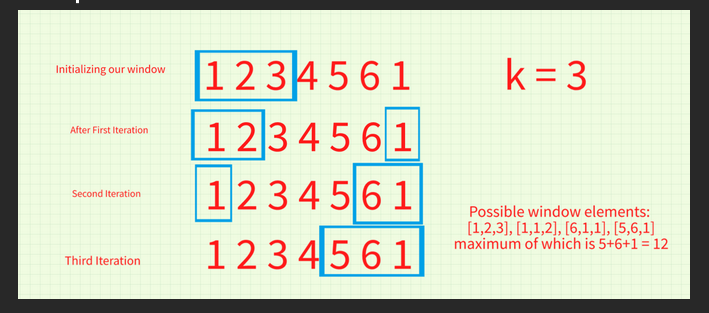 Initializing our window 1 2 3 4 5 6 1 k = 3
After First Iteration 1 2 3 4 5 6 1
Second Iteration 1 2 3 4 5 6 1
Third Iteration 1 2 3 4 5 6 1
Possible window elements:
[1,2,3], [1,1,2], [6,1,1], [5,6,1]
maximum of which is 5+6+1 = 12